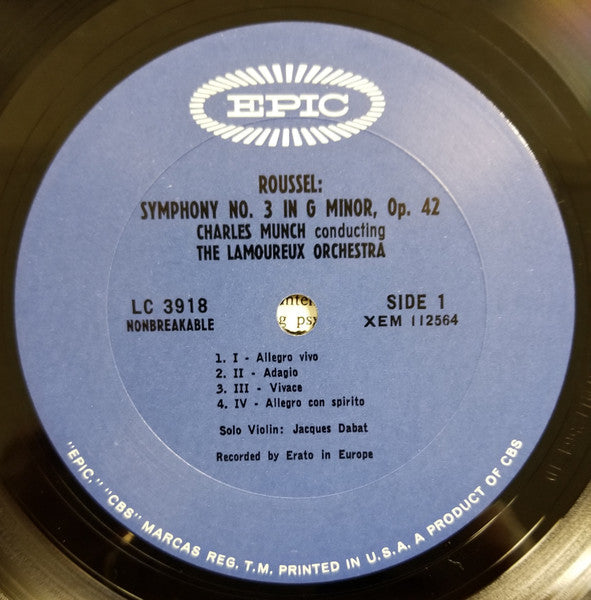 EPIC
ROUSSEL:
SYMPHONY NO. 3 IN G MINOR, Op. 42
CHARLES MUNCH conducting
THE LAMOUREUX ORCHESTRA
LC 3918
NONBREAKABLE
SIDE 1
XEM 112564
1. I - Allegro vivo
2. II - Adagio
3. III - Vivace
4. IV - Allegro con spirito
Solo Violin: Jacques Dabat
Recorded by Erato in Europe
"EPIC," "CBS" MARCAS REG. T.M. PRINTED IN U.S.A. A PRODUCT OF CBS